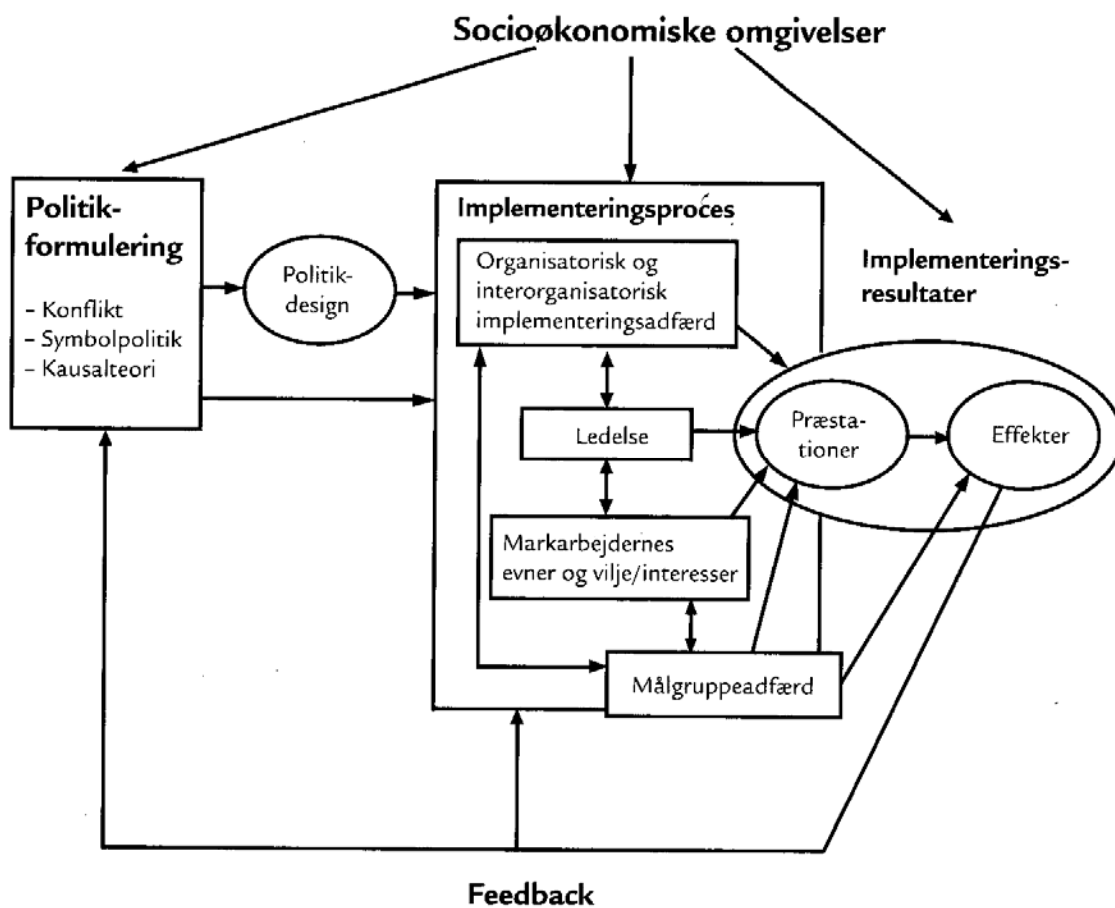 Socioøkonomiske omgivelser
Politik-
formulering
– Konflikt
– Symbolpolitik
– Kausalteori
Politik-
design
Implementeringsproces
Organisatorisk og
interorganisatorisk
implementeringsadfærd
Ledelse
Markarbejdernes
evner og vilje/interesser
Målgruppeadfærd
Implementerings-
resultater
Præsta-
tioner
Effekter
Feedback